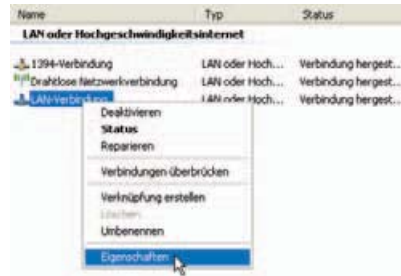 Name Typ Status
LAN oder Hochgeschwindigkeitsinternet
1394-Verbindung LAN oder Hoch... Verbindung hergest...
Drahtlose Netzwerkverbindung LAN oder Hoch... Verbindung hergest...
LAN-Verbindung LAN oder Hoch... Verbindung hergest...
Deaktivieren
Status
Reparieren
Verbindungen überbrücken
Verknüpfung erstellen
Löschen
Umbenennen
Eigenschaften